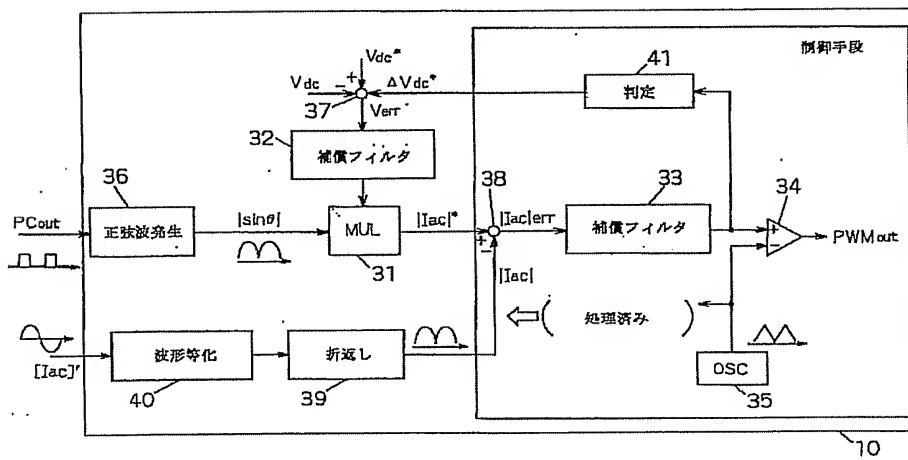 制御手段
Vdc*
41
Vdc
−
+
ΔVdc*
判定
37
Verr
32
補償フィルタ
36
38
33
34
PCout
正弦波発生
|sinθ|
MUL
|Iac|*
|Iac|err
補償フィルタ
+
−
PWMout
31
+
−
|Iac|
処理済み
[Iac]'
波形等化
折返し
OSC
40
39
35
10